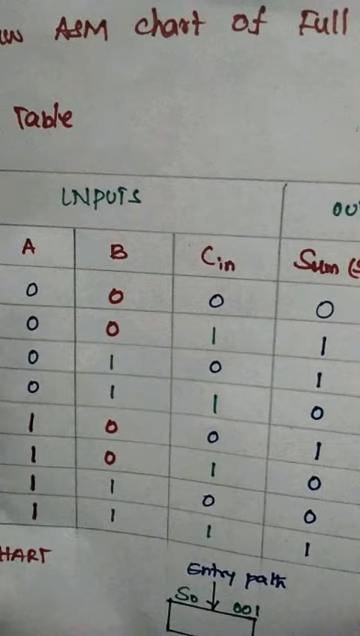 ASM chart of Full
Table
INPUTS
A B Cin Sum (S
0 0 0 0
0 0 1 1
0 1 0 1
0 1 1 0
1 0 0 1
1 0 1 0
1 1 0 0
1 1 1 1
Entry path
S0 001